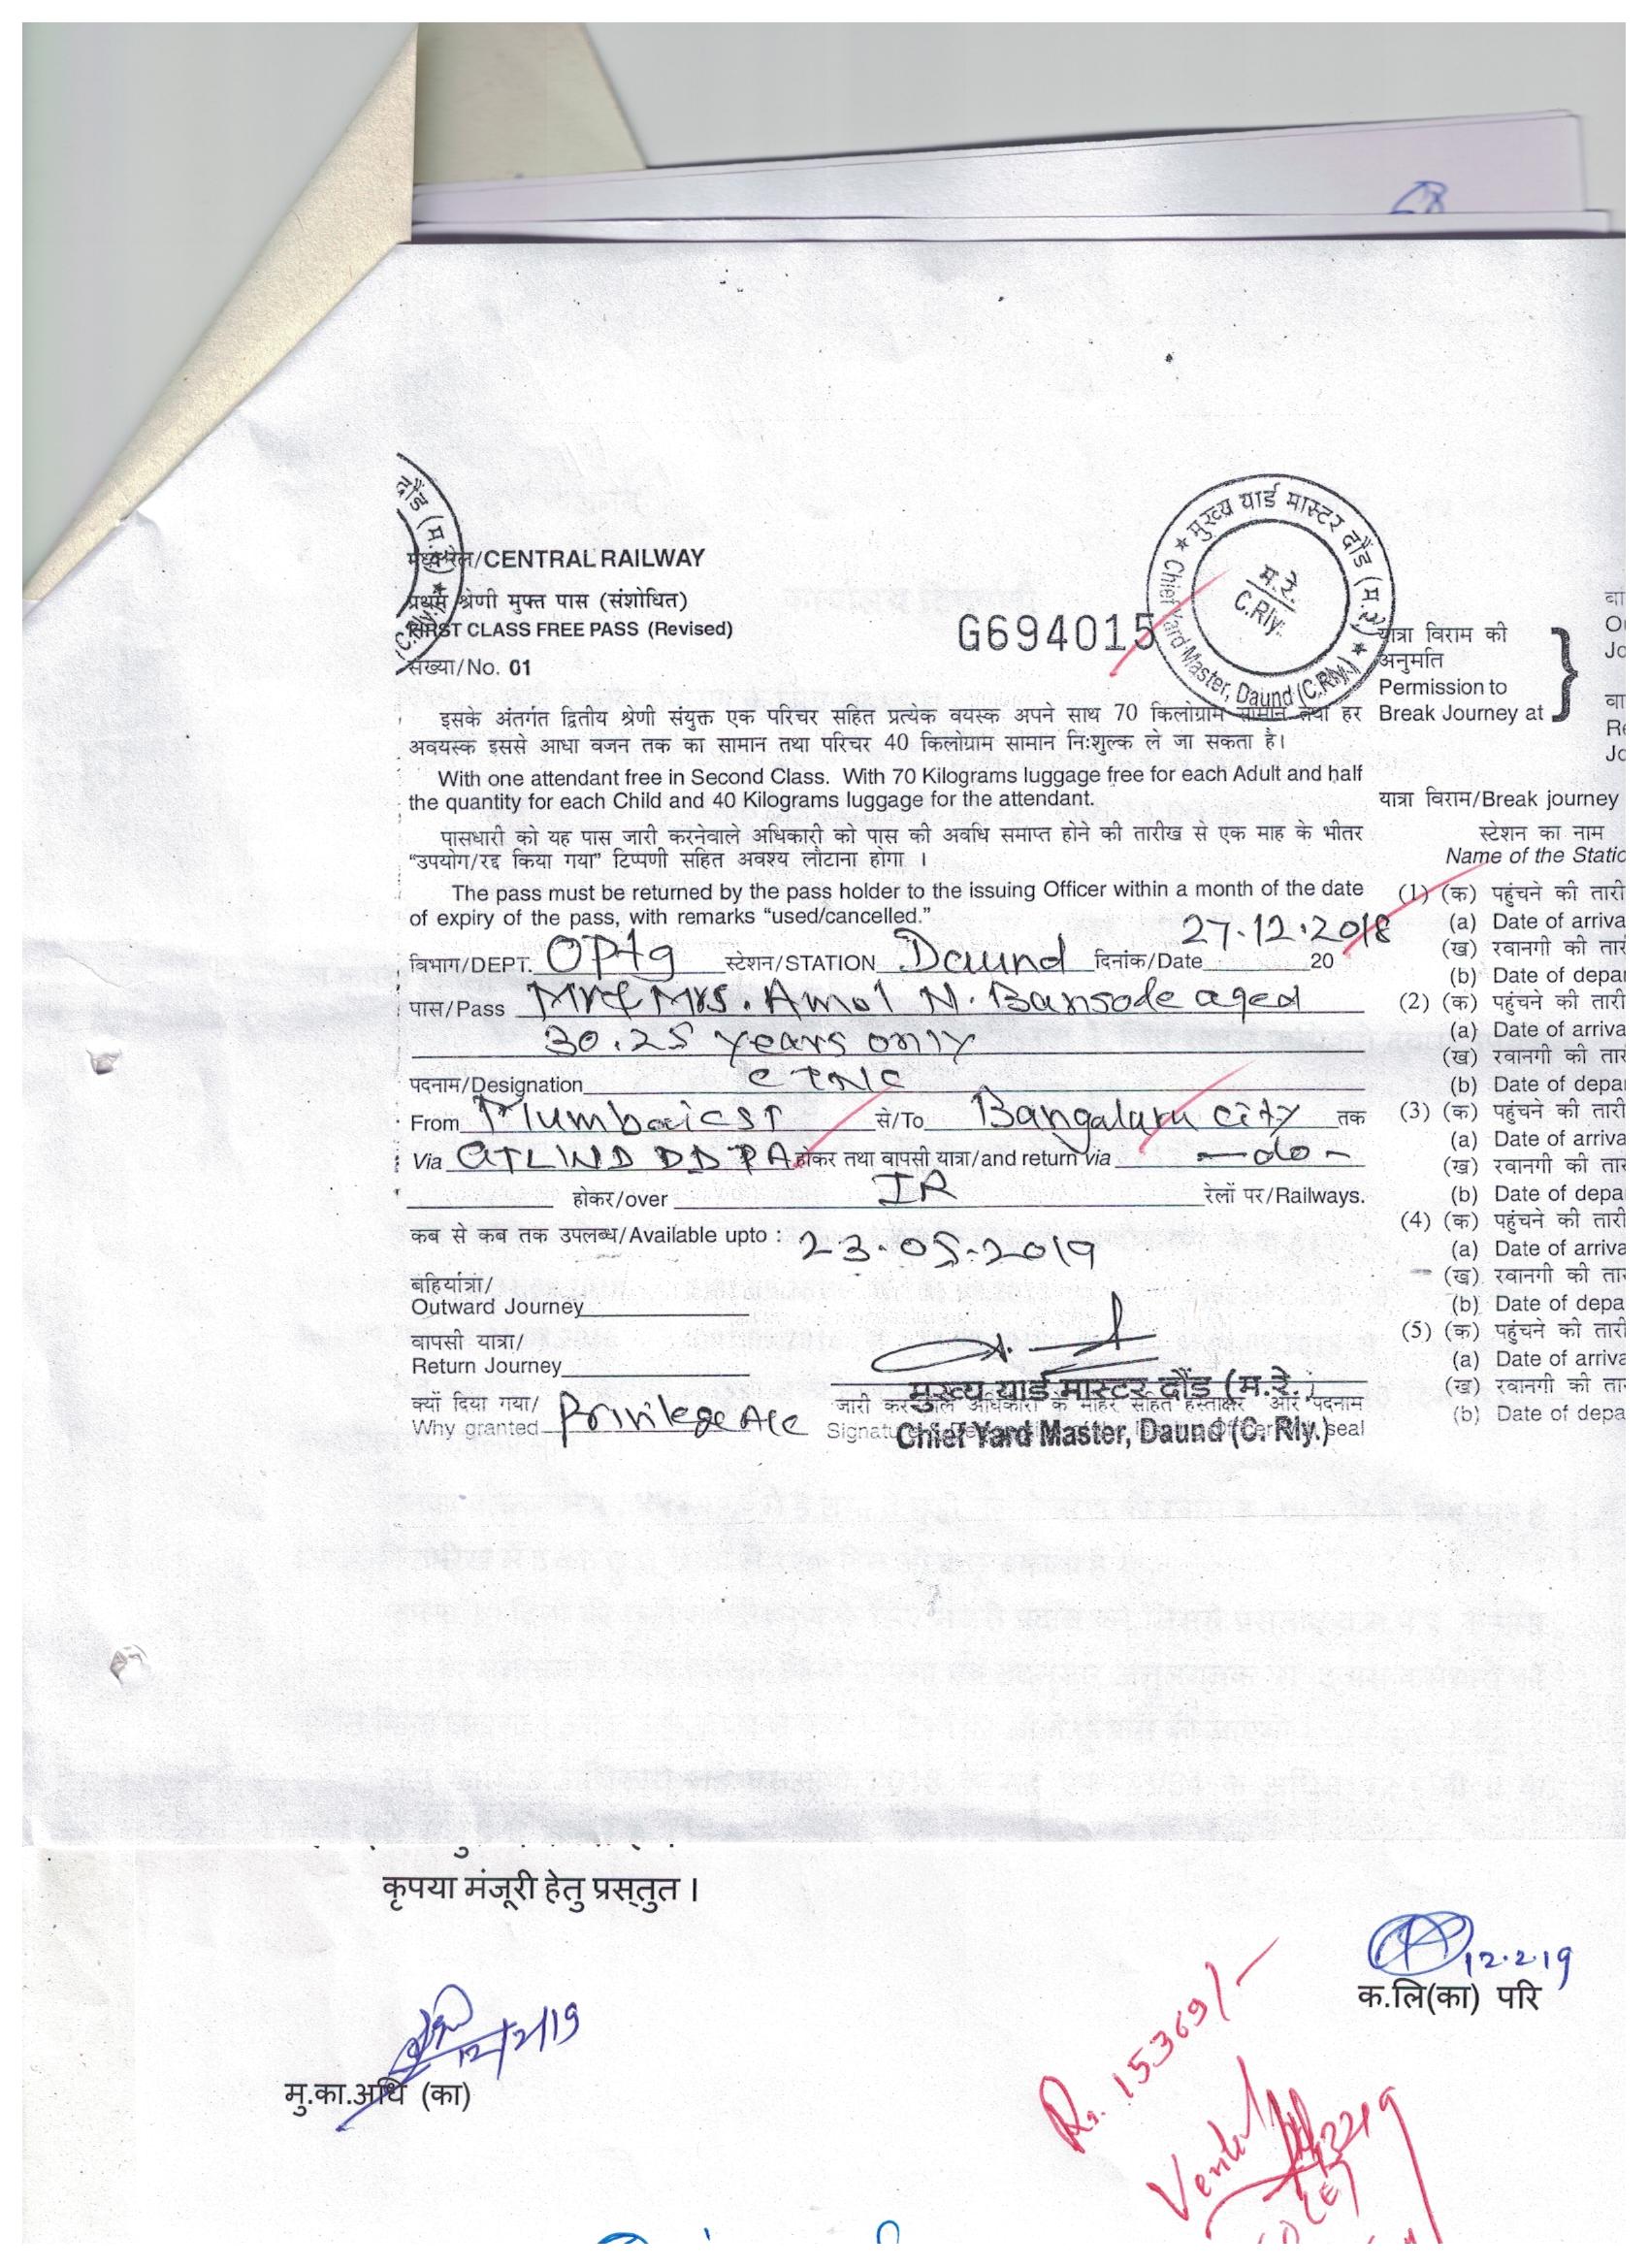 मुख्य यार्ड मास्टर दौंड (म.रे.)
Chief Yard Master, Daund (C.Rly.)
म.रे.
C.Rly.
दौंड (म.रे)
मध्य रेल/CENTRAL RAILWAY
प्रथम श्रेणी मुफ्त पास (संशोधित)
FIRST CLASS FREE PASS (Revised)
संख्या/No. 01
G694015
इसके अंतर्गत द्वितीय श्रेणी संयुक्त एक परिचर सहित प्रत्येक वयस्क अपने साथ 70 किलोग्राम सामान तथा हर
अवयस्क इससे आधा वजन तक का सामान तथा परिचर 40 किलोग्राम सामान निःशुल्क ले जा सकता है।
With one attendant free in Second Class. With 70 Kilograms luggage free for each Adult and half
the quantity for each Child and 40 Kilograms luggage for the attendant.
पासधारी को यह पास जारी करनेवाले अधिकारी को पास की अवधि समाप्त होने की तारीख से एक माह के भीतर
"उपयोग/रद्द किया गया" टिप्पणी सहित अवश्य लौटाना होगा ।
The pass must be returned by the pass holder to the issuing Officer within a month of the date
of expiry of the pass, with remarks "used/cancelled."
27.12.2018
विभाग/DEPT. OPtg स्टेशन/STATION Daund दिनांक/Date 20
पास/Pass Mr & Mrs. Amol N. Bansode aged
30.25 years only
पदनाम/Designation CTNC
From Mumbai CST से/To Bangaluru city तक
Via GTL WD DD PA होकर तथा वापसी यात्रा/and return via -do-
होकर/over IR रेलों पर/Railways.
कब से कब तक उपलब्ध/Available upto : 23.05.2019
बहिर्यात्रा/
Outward Journey
वापसी यात्रा/
Return Journey
क्यों दिया गया/
Why granted Privilege A/c
जारी करने वाले अधिकारी के मोहर सहित हस्ताक्षर और पदनाम
Signature seal
मुख्य यार्ड मास्टर दौंड (म.रे.)
Chief Yard Master, Daund (C. Rly.)
यात्रा विराम की
अनुमति
Permission to
Break Journey at
यात्रा विराम/Break journey
स्टेशन का नाम
Name of the Static
(1) (क) पहुंचने की तारी
(a) Date of arriva
(ख) रवानगी की तार
(b) Date of depa
(2) (क) पहुंचने की तारी
(a) Date of arriva
(ख) रवानगी की तार
(b) Date of depa
(3) (क) पहुंचने की तारी
(a) Date of arriva
(ख) रवानगी की तार
(b) Date of depa
(4) (क) पहुंचने की तारी
(a) Date of arriva
(ख) रवानगी की तार
(b) Date of depa
(5) (क) पहुंचने की तारी
(a) Date of arriva
(ख) रवानगी की तार
(b) Date of depa
कृपया मंजूरी हेतु प्रस्तुत ।
12.2.19
क.लि(का) परि
12/2/19
मु.का.अधि (का)
Rs. 15369/-